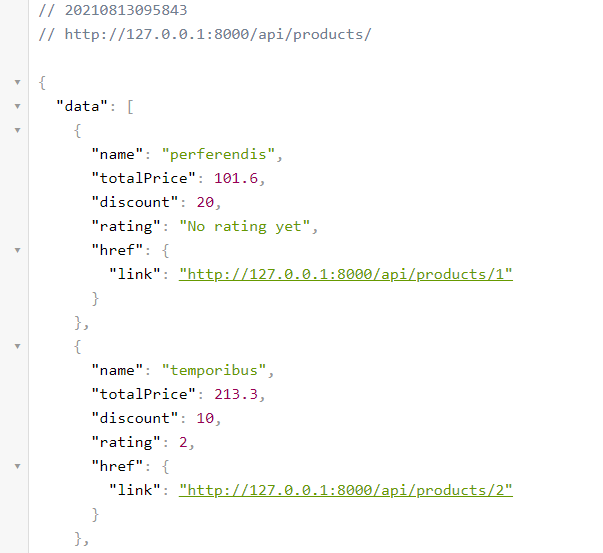 // 20210813095843
// http://127.0.0.1:8000/api/products/
{
"data": [
{
"name": "perferendis",
"totalPrice": 101.6,
"discount": 20,
"rating": "No rating yet",
"href": {
"link": "http://127.0.0.1:8000/api/products/1"
}
},
{
"name": "temporibus",
"totalPrice": 213.3,
"discount": 10,
"rating": 2,
"href": {
"link": "http://127.0.0.1:8000/api/products/2"
}
},